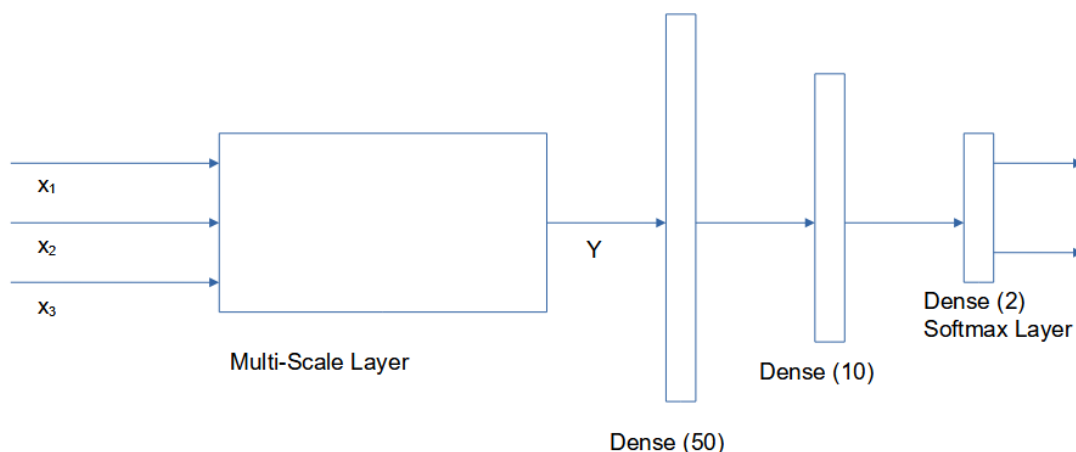 x₁
x₂
x₃
Multi-Scale Layer
Y
Dense (50)
Dense (10)
Dense (2)
Softmax Layer